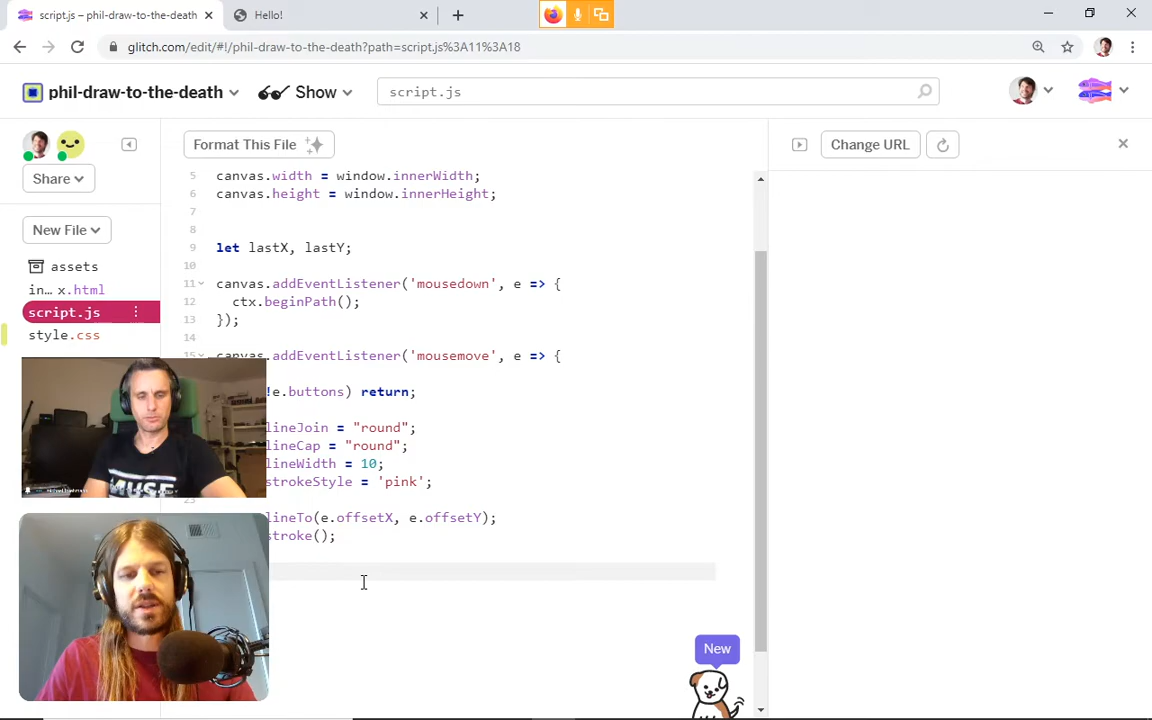 script.js – phil-draw-to-the-death
Hello!
glitch.com/edit/#!/phil-draw-to-the-death?path=script.js%3A11%3A18
phil-draw-to-the-death
Show
script.js
Format This File
Change URL
Share
New File
assets
in... x.html
script.js
style.css
5 canvas.width = window.innerWidth;
6 canvas.height = window.innerHeight;
7
8
9 let lastX, lastY;
10
11 canvas.addEventListener('mousedown', e => {
12 ctx.beginPath();
13 });
14
15 canvas.addEventListener('mousemove', e => {
!e.buttons) return;
lineJoin = "round";
lineCap = "round";
lineWidth = 10;
strokeStyle = 'pink';
23
lineTo(e.offsetX, e.offsetY);
stroke();
MUSE
New